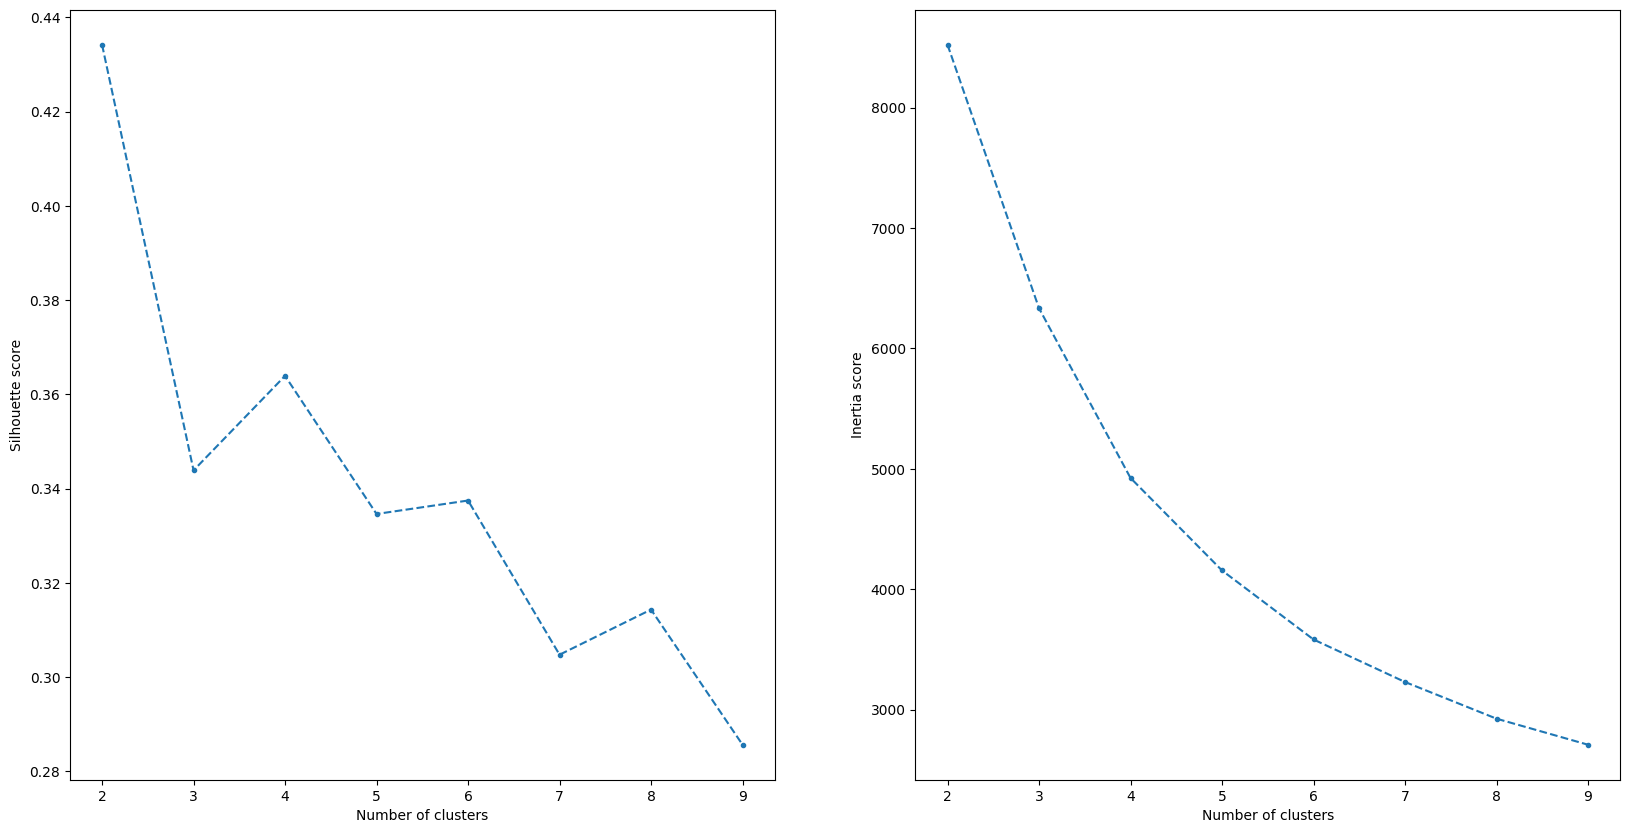 0.44
0.42
0.40
0.38
0.36
0.34
0.32
0.30
0.28
Silhouette score
2 3 4 5 6 7 8 9
Number of clusters
8000
7000
6000
5000
4000
3000
Inertia score
2 3 4 5 6 7 8 9
Number of clusters